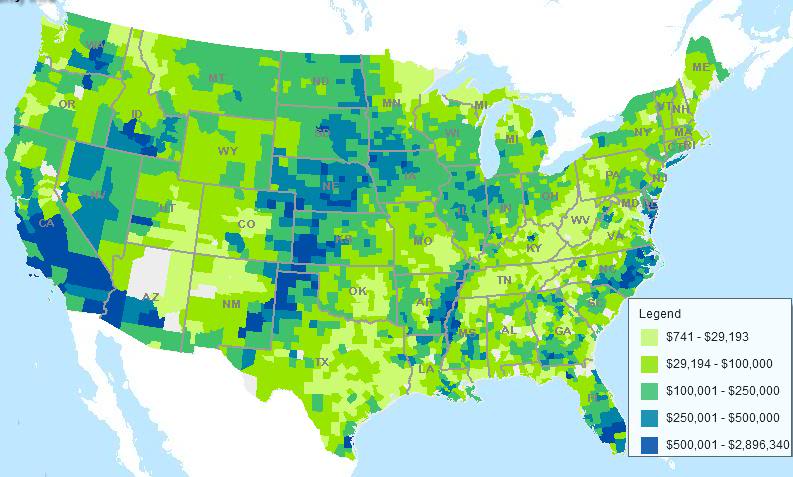 WA
MT
ND
ME
OR
ID
MN
MI
VT
NH
WI
MI
NY
MA
SD
WY
CT
RI
IA
PA
NJ
NE
NV
UT
CO
IL
IN
OH
MD
DE
WV
CA
KS
MO
KY
VA
AZ
NM
OK
TN
NC
AR
SC
MS
AL
GA
TX
LA
FL
Legend
$741 - $29,193
$29,194 - $100,000
$100,001 - $250,000
$250,001 - $500,000
$500,001 - $2,896,340